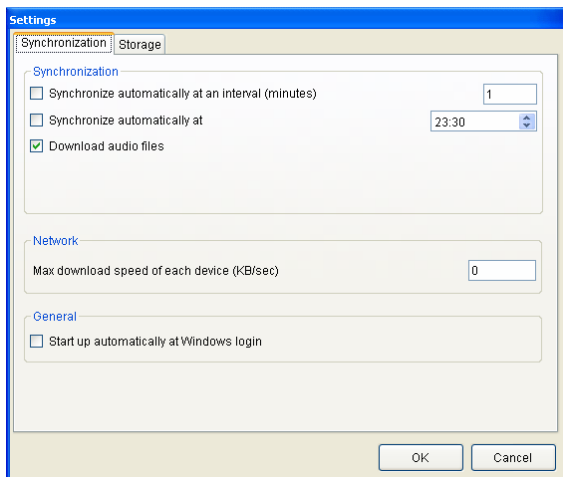 Settings
Synchronization Storage
Synchronization
Synchronize automatically at an interval (minutes) 1
Synchronize automatically at 23:30
Download audio files
Network
Max download speed of each device (KB/sec) 0
General
Start up automatically at Windows login
OK Cancel